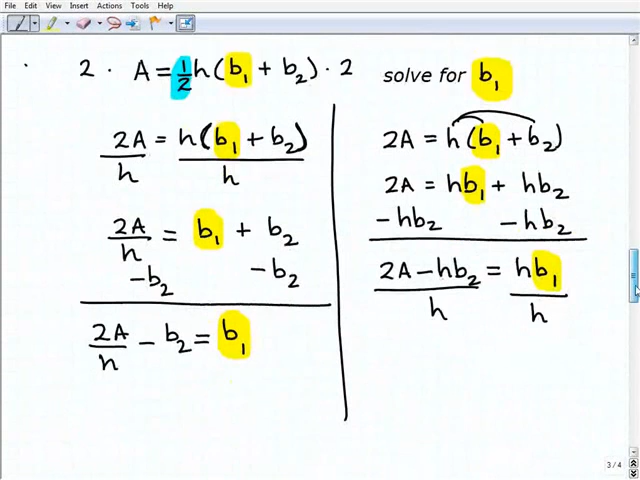 File Edit View Insert Actions Tools Help
2 · A = 1/2 h(b₁ + b₂) · 2 solve for b₁
2A/h = h(b₁ + b₂)/h
2A/h = b₁ + b₂
-b₂ -b₂
2A/h - b₂ = b₁
2A = h(b₁ + b₂)
2A = hb₁ + hb₂
-hb₂ -hb₂
2A - hb₂/h = hb₁/h
3 / 4